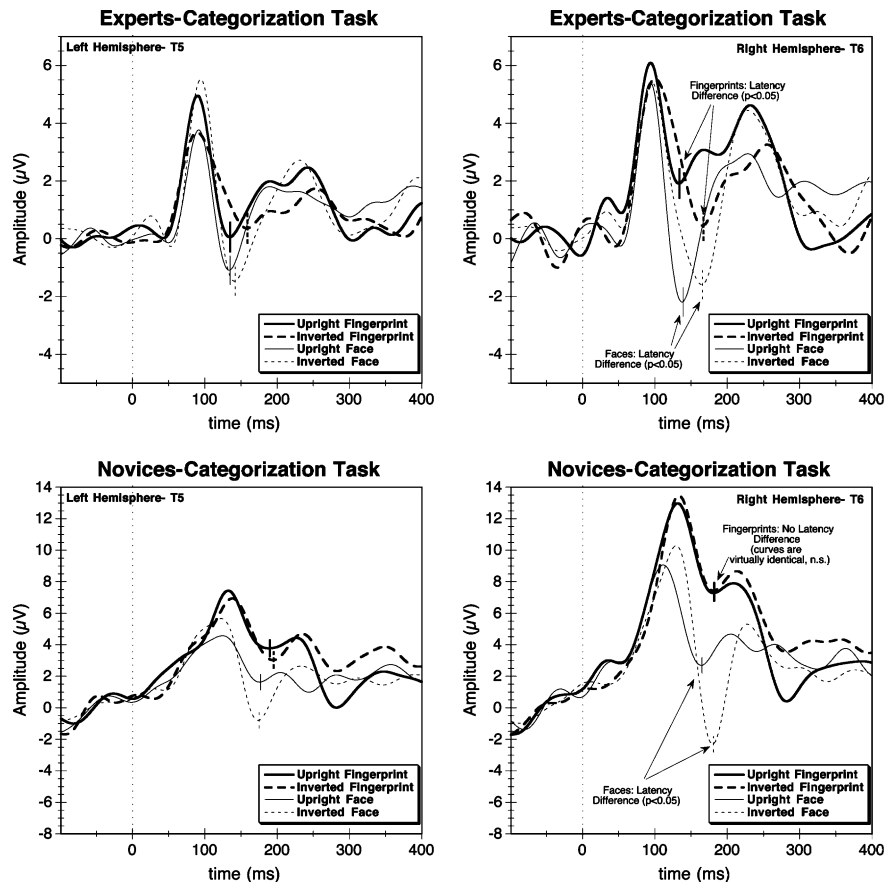 Experts-Categorization Task
Left Hemisphere- T5
Amplitude (µV)
6
4
2
0
-2
-4
Upright Fingerprint
Inverted Fingerprint
Upright Face
Inverted Face
0
100
200
300
400
time (ms)
Experts-Categorization Task
Right Hemisphere- T6
Fingerprints: Latency
Difference (p<0.05)
Amplitude (µV)
6
4
2
0
-2
-4
Faces: Latency
Difference (p<0.05)
Upright Fingerprint
Inverted Fingerprint
Upright Face
Inverted Face
0
100
200
300
400
time (ms)
Novices-Categorization Task
Left Hemisphere- T5
Amplitude (µV)
14
12
10
8
6
4
2
0
-2
-4
-6
-8
Upright Fingerprint
Inverted Fingerprint
Upright Face
Inverted Face
0
100
200
300
400
time (ms)
Novices-Categorization Task
Right Hemisphere- T6
Fingerprints: No Latency
Difference
(curves are
virtually identical, n.s.)
Amplitude (µV)
14
12
10
8
6
4
2
0
-2
-4
-6
-8
Faces: Latency
Difference (p<0.05)
Upright Fingerprint
Inverted Fingerprint
Upright Face
Inverted Face
0
100
200
300
400
time (ms)